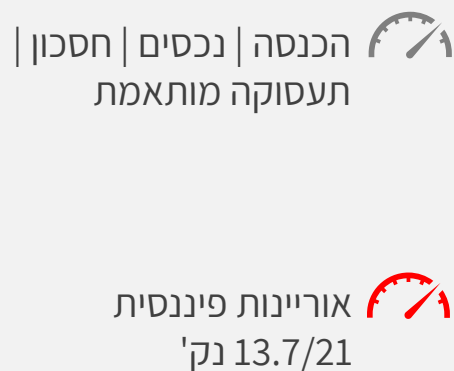 הכנסה | נכסים | חסכון |
תעסוקה מותאמת
אוריינות פיננסית
13.7/21 נק'